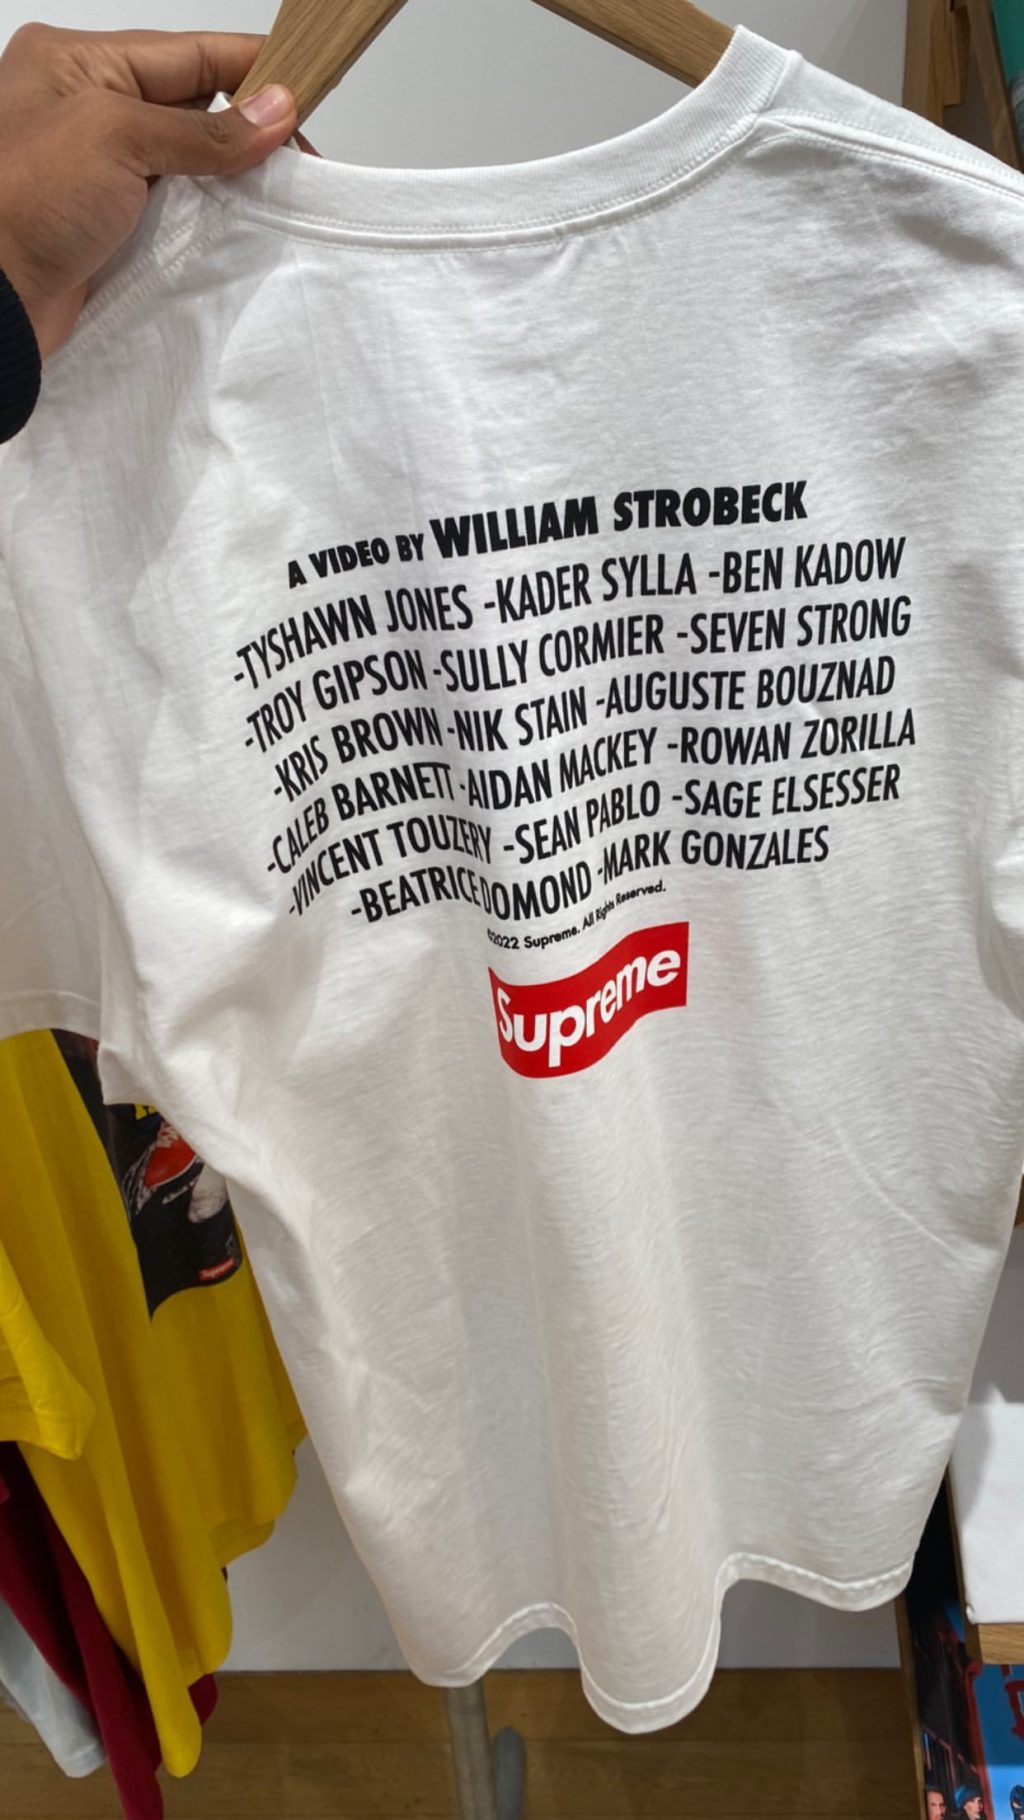 A VIDEO BY WILLIAM STROBECK
-TYSHAWN JONES -KADER SYLLA -BEN KADOW
-TROY GIPSON -SULLY CORMIER -SEVEN STRONG
-KRIS BROWN -NIK STAIN -AUGUSTE BOUZNAD
-CALEB BARNETT -AIDAN MACKEY -ROWAN ZORILLA
-VINCENT TOUZERY -SEAN PABLO -SAGE ELSESSER
-BEATRICE DOMOND -MARK GONZALES
©2022 Supreme. All Rights Reserved.
Supreme
Supreme